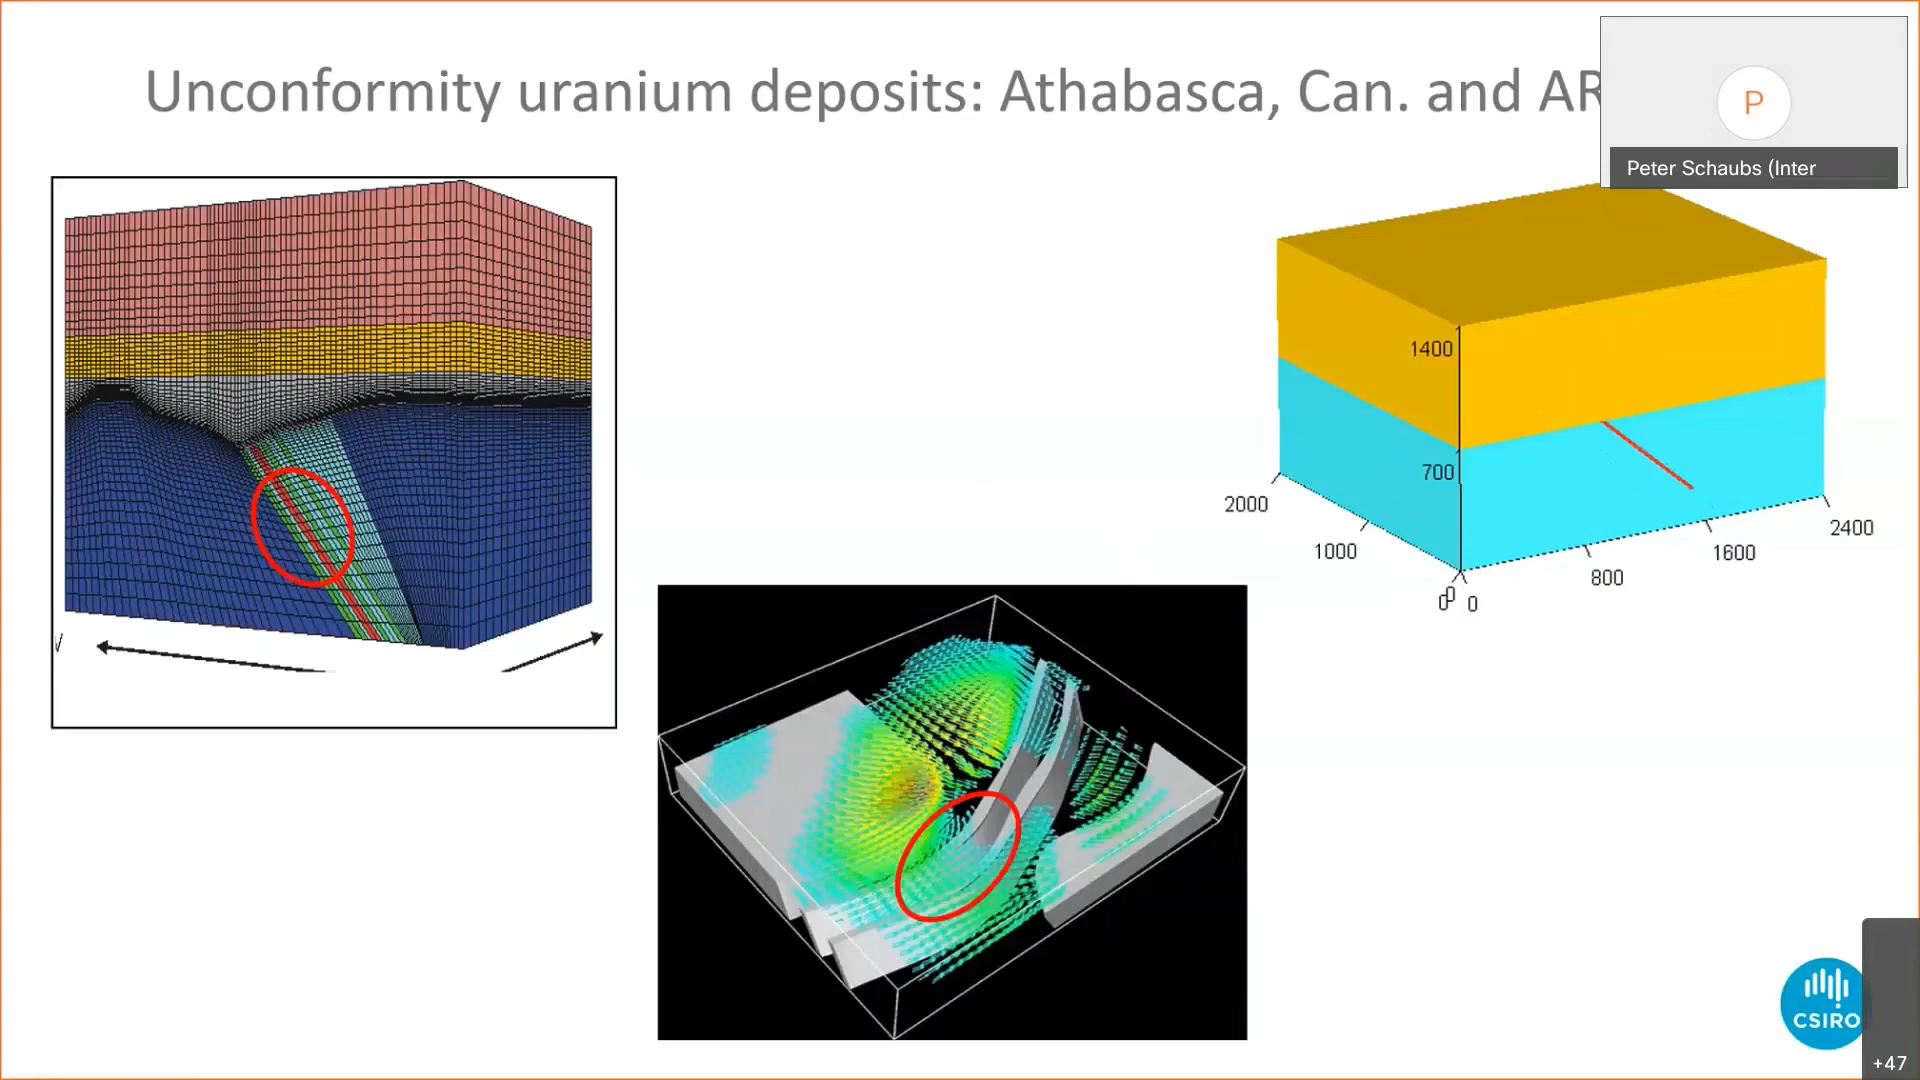 Unconformity uranium deposits: Athabasca, Can. and AR
P
Peter Schaubs (Inter
1400
700
2000
1000
0
0
0
800
1600
2400
CSIRO
+47